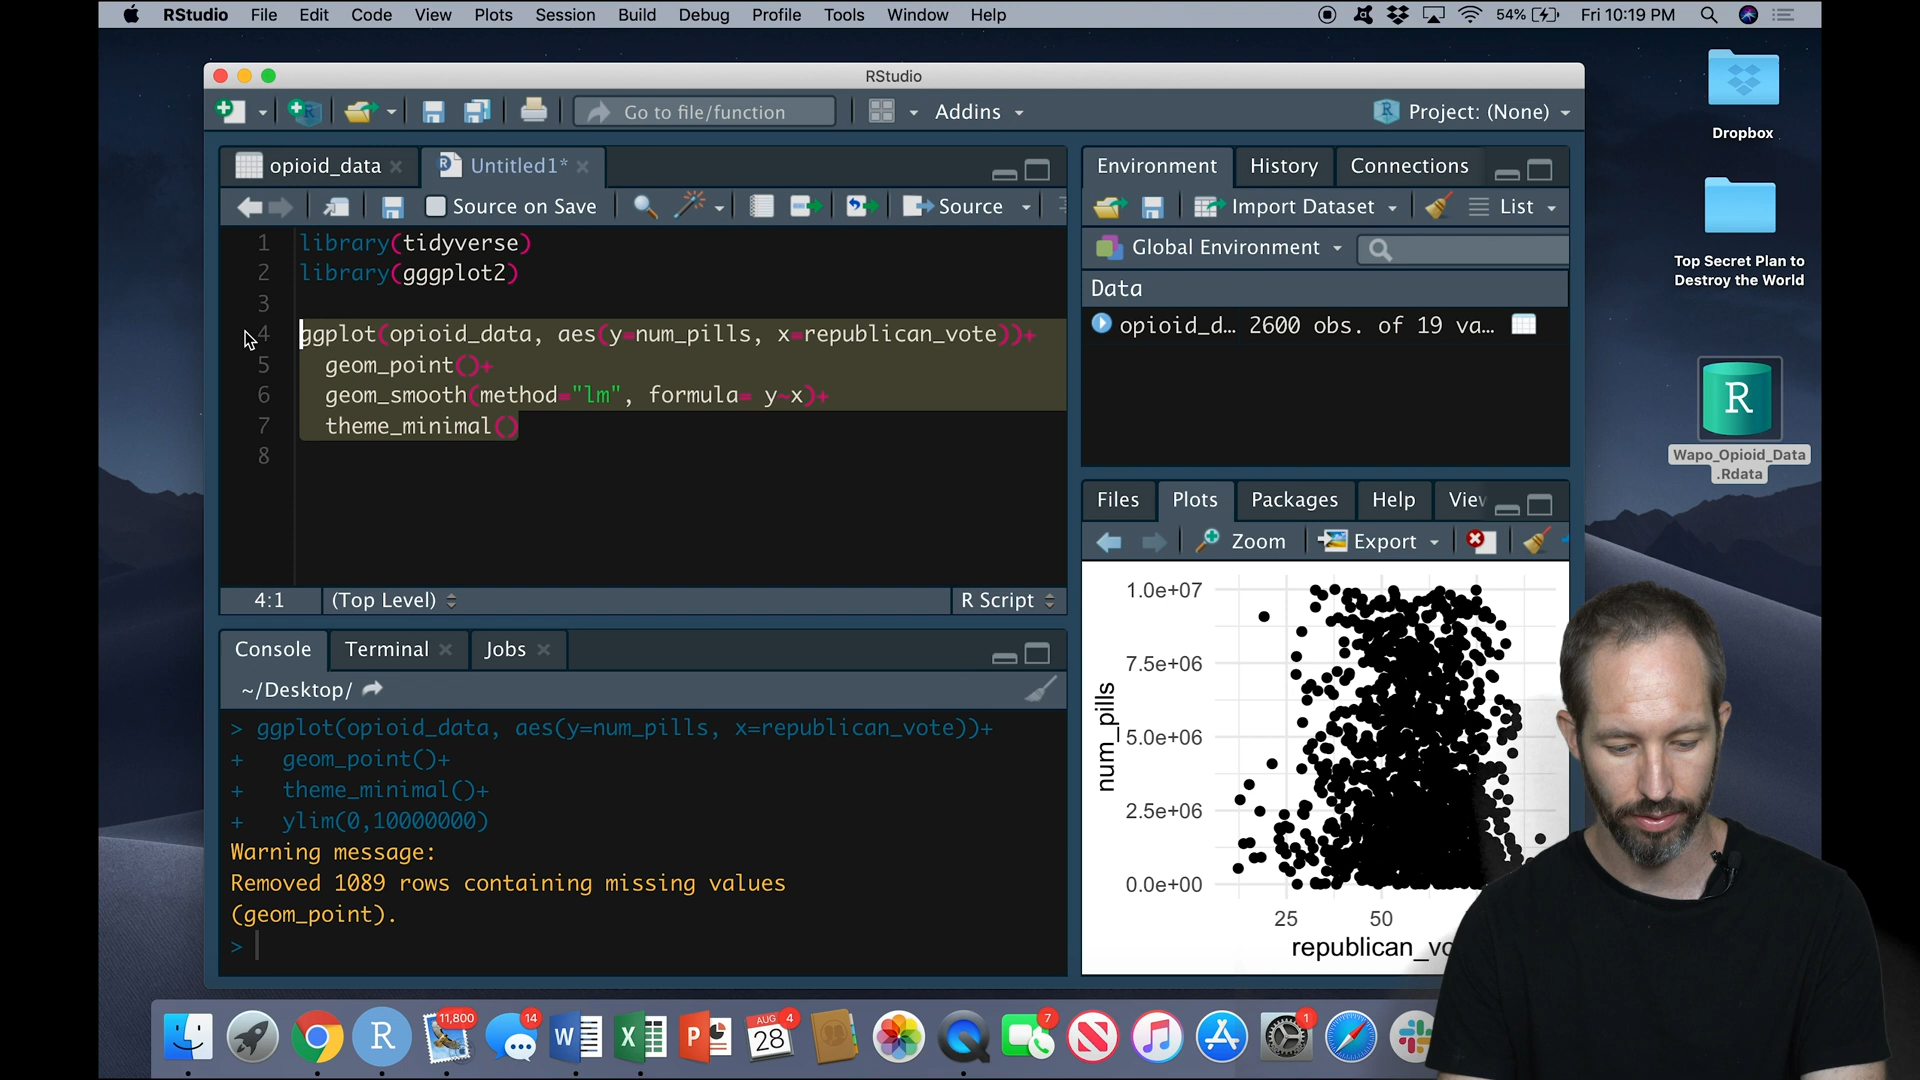 RStudio File Edit Code View Plots Session Build Debug Profile Tools Window Help 54% Fri 10:19 PM
RStudio
Go to file/function Addins Project: (None)
opioid_data Untitled1*
Source on Save Source
1 library(tidyverse)
2 library(gggplot2)
3
4 ggplot(opioid_data, aes(y=num_pills, x=republican_vote))+
5 geom_point()+
6 geom_smooth(method="lm", formula= y~x)+
7 theme_minimal()
8
4:1 (Top Level) R Script
Console Terminal Jobs
~/Desktop/
> ggplot(opioid_data, aes(y=num_pills, x=republican_vote))+
+ geom_point()+
+ theme_minimal()+
+ ylim(0,10000000)
Warning message:
Removed 1089 rows containing missing values
(geom_point).
>
Environment History Connections
Import Dataset List
Global Environment
Data
opioid_d... 2600 obs. of 19 va...
Files Plots Packages Help Viev
Zoom Export
1.0e+07
7.5e+06
5.0e+06
2.5e+06
0.0e+00
num_pills
25 50
republican_vo
Dropbox
Top Secret Plan to
Destroy the World
R
Wapo_Opioid_Data
.Rdata
R 11,800 14 W X P AUG 28 4 7 N 1